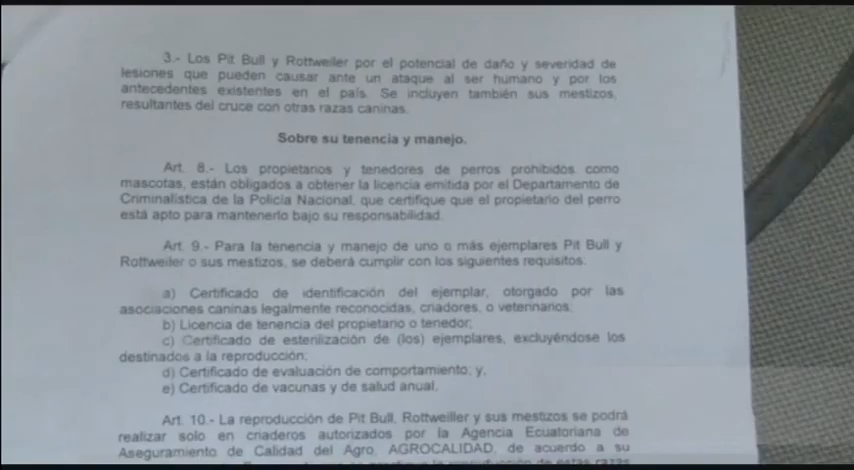 3.- Los Pit Bull y Rottweiler por el potencial de daño y severidad de
lesiones que pueden causar ante un ataque al ser humano y por los
antecedentes existentes en el país. Se incluyen también sus mestizos,
resultantes del cruce con otras razas caninas.
Sobre su tenencia y manejo.
Art. 8.- Los propietarios y tenedores de perros prohibidos como
mascotas, están obligados a obtener la licencia emitida por el Departamento de
Criminalística de la Policía Nacional, que certifique que el propietario del perro
está apto para mantenerlo bajo su responsabilidad.
Art. 9.- Para la tenencia y manejo de uno o más ejemplares Pit Bull y
Rottweiler o sus mestizos, se deberá cumplir con los siguientes requisitos:
a) Certificado de identificación del ejemplar, otorgado por las
asociaciones caninas legalmente reconocidas, criadores, o veterinarios;
b) Licencia de tenencia del propietario o tenedor;
c) Certificado de esterilización de (los) ejemplares, excluyéndose los
destinados a la reproducción;
d) Certificado de evaluación de comportamiento; y,
e) Certificado de vacunas y de salud anual.
Art. 10.- La reproducción de Pit Bull, Rottweiller y sus mestizos se podrá
realizar solo en criaderos autorizados por la Agencia Ecuatoriana de
Aseguramiento de Calidad del Agro, AGROCALIDAD, de acuerdo a su